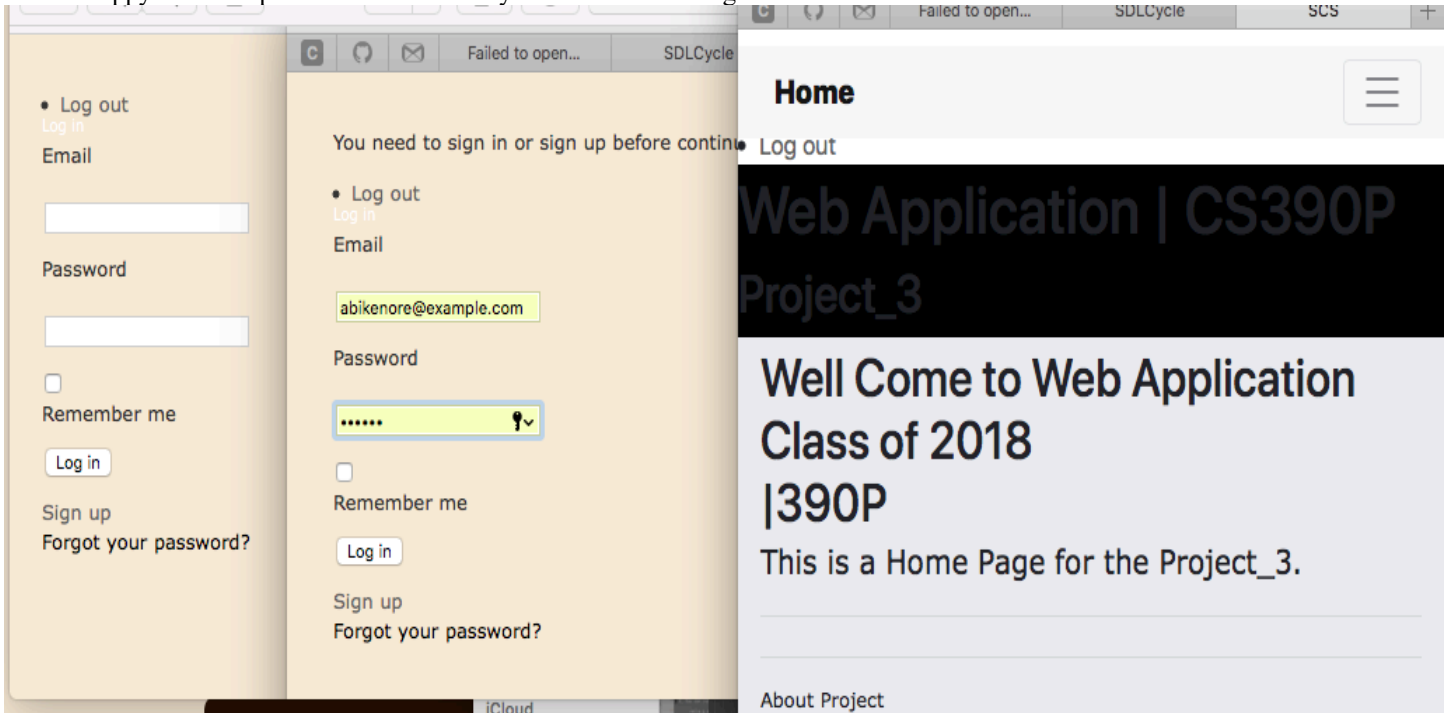 Failed to open...
SDLCycle
Failed to open...
SDLCycle
SCS
• Log out
Log in
Email
Password
Remember me
Log in
Sign up
Forgot your password?
You need to sign in or sign up before continu
• Log out
Log in
Email
abikenore@example.com
Password
••••••
Remember me
Log in
Sign up
Forgot your password?
Home
• Log out
Web Application | CS390P
Project_3
Well Come to Web Application
Class of 2018
|390P
This is a Home Page for the Project_3.
About Project
iCloud